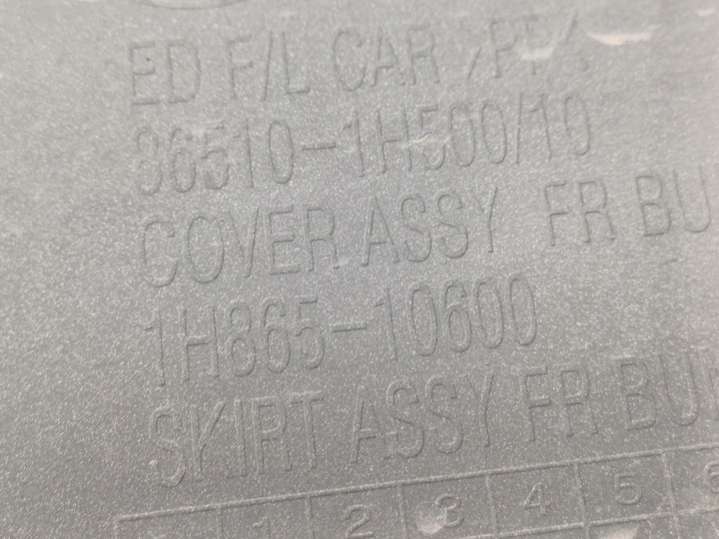 ED F/L CAR >PP<
86510-1H500/10
COVER ASSY FR BU
1H865-10600
SKIRT ASSY FR BU
1 2 3 4 5